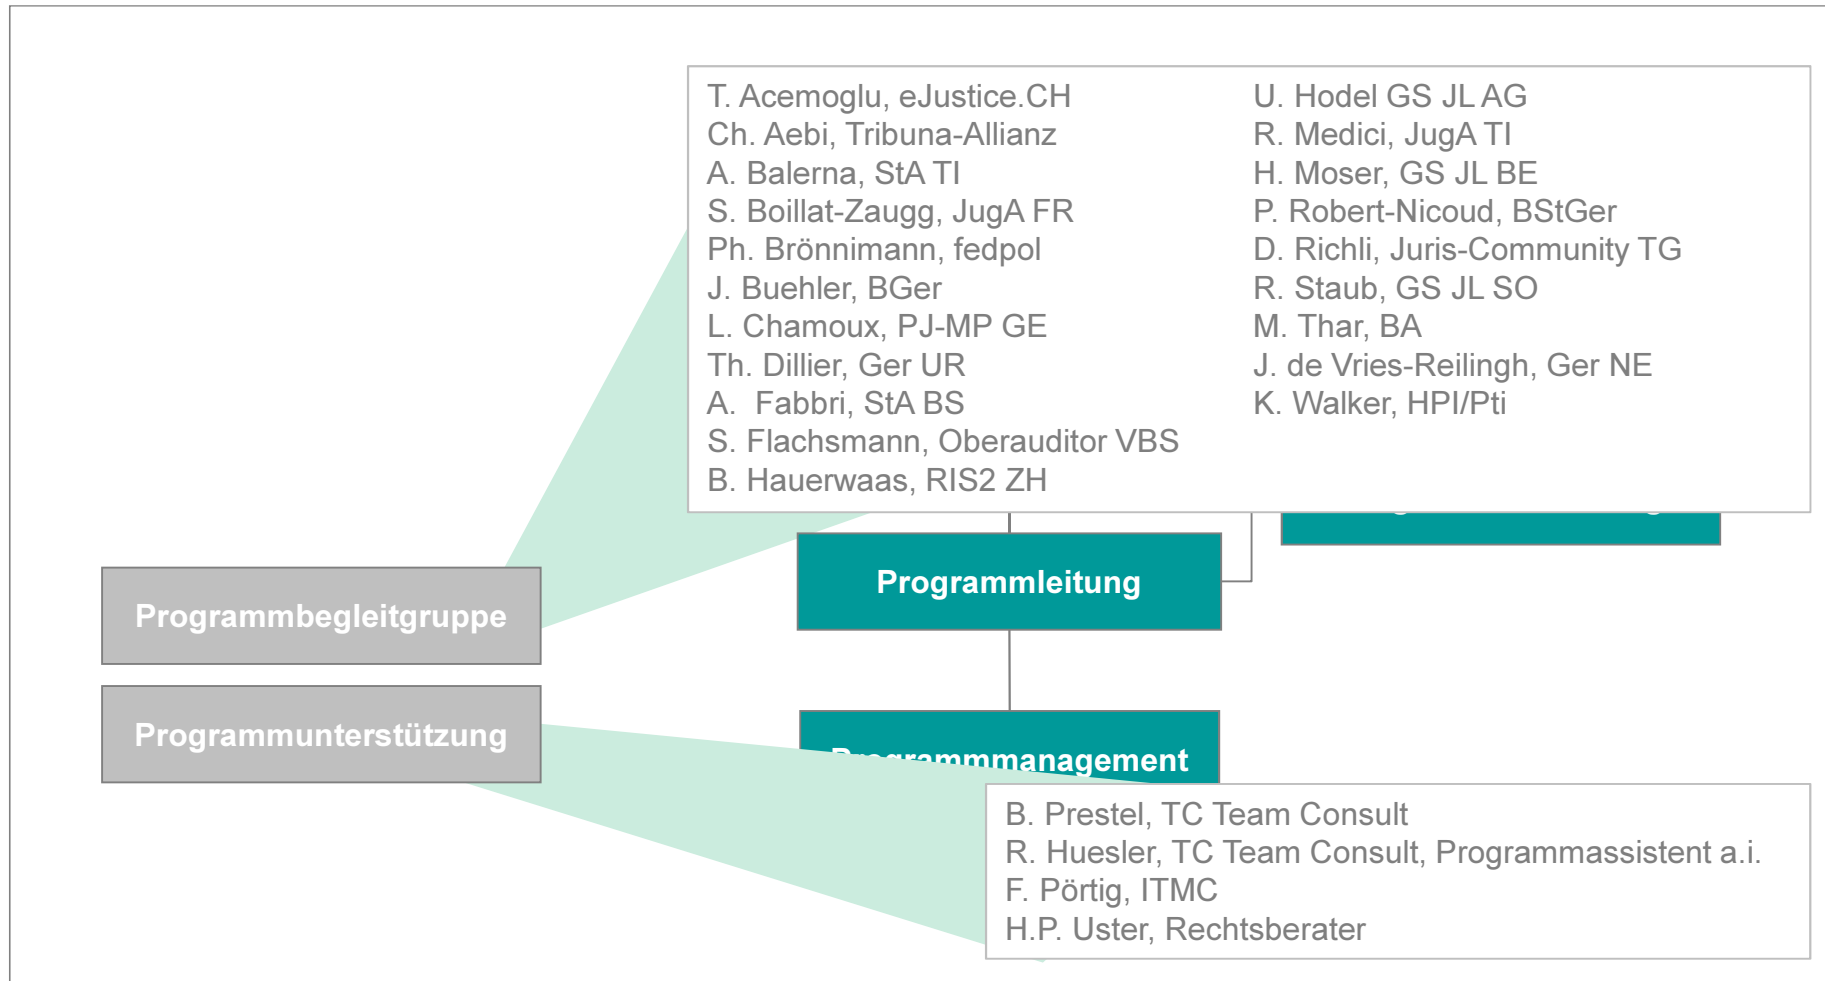 T. Acemoglu, eJustice.CH
Ch. Aebi, Tribuna-Allianz
A. Balerna, StA TI
S. Boillat-Zaugg, JugA FR
Ph. Brönnimann, fedpol
J. Buehler, BGer
L. Chamoux, PJ-MP GE
Th. Dillier, Ger UR
A.  Fabbri, StA BS
S. Flachsmann, Oberauditor VBS
B. Hauerwaas, RIS2 ZH
U. Hodel GS JL AG
R. Medici, JugA TI
H. Moser, GS JL BE
P. Robert-Nicoud, BStGer
D. Richli, Juris-Community TG
R. Staub, GS JL SO
M. Thar, BA
J. de Vries-Reilingh, Ger NE
K. Walker, HPI/Pti
Programmleitung
Programmbegleitgruppe
Programmunterstützung
Programmmanagement
B. Prestel, TC Team Consult
R. Huesler, TC Team Consult, Programmassistent a.i.
F. Pörtig, ITMC
H.P. Uster, Rechtsberater